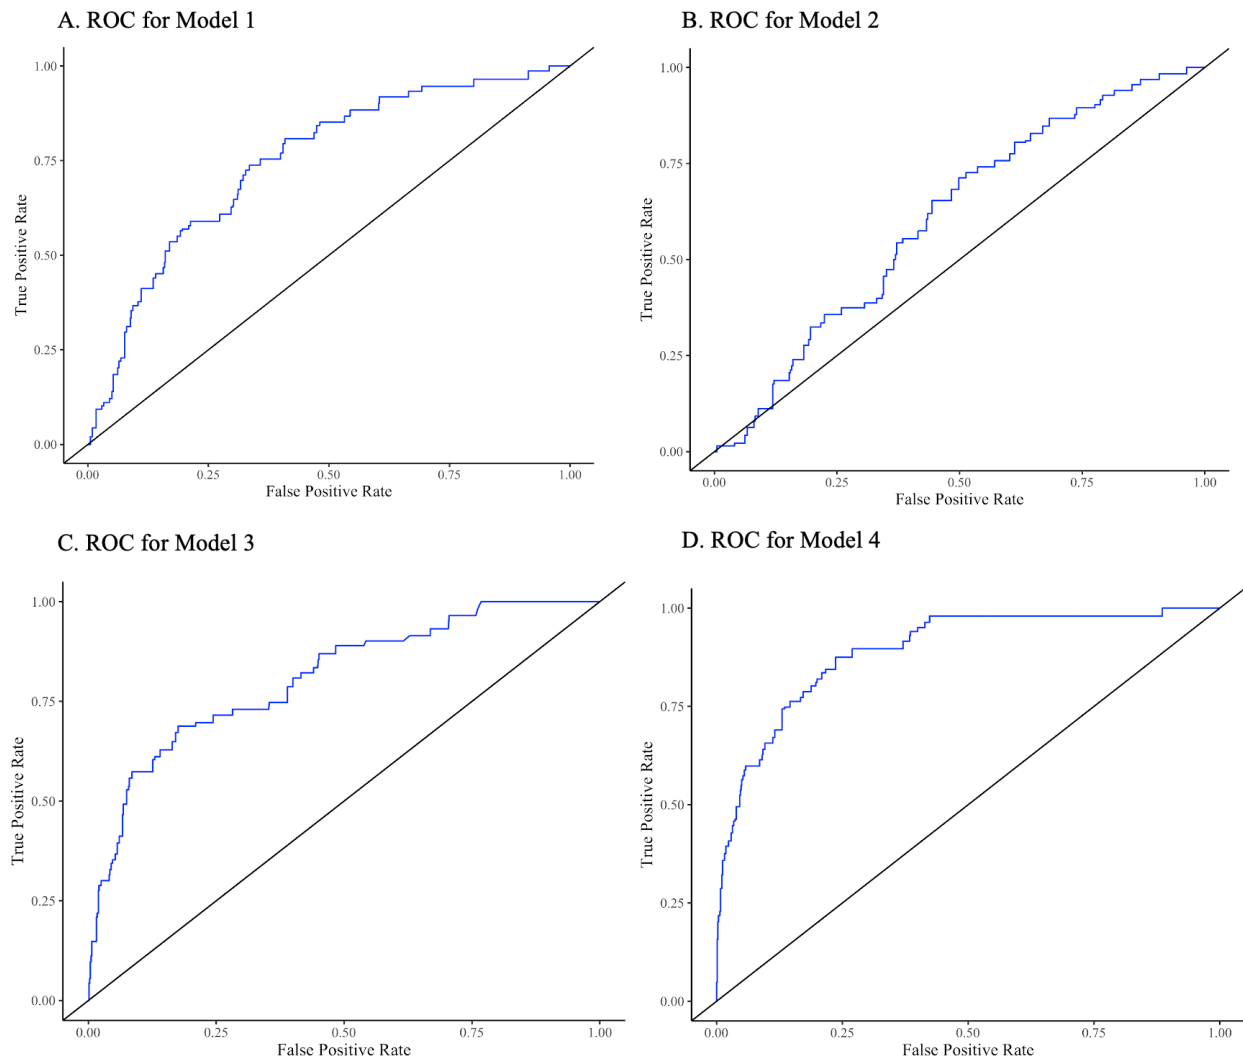 A. ROC for Model 1
1.00
0.75
0.50
0.25
0.00
True Positive Rate
0.00 0.25 0.50 0.75 1.00
False Positive Rate
B. ROC for Model 2
1.00
0.75
0.50
0.25
0.00
True Positive Rate
0.00 0.25 0.50 0.75 1.00
False Positive Rate
C. ROC for Model 3
1.00
0.75
0.50
0.25
0.00
True Positive Rate
0.00 0.25 0.50 0.75 1.00
False Positive Rate
D. ROC for Model 4
1.00
0.75
0.50
0.25
0.00
True Positive Rate
0.00 0.25 0.50 0.75 1.00
False Positive Rate